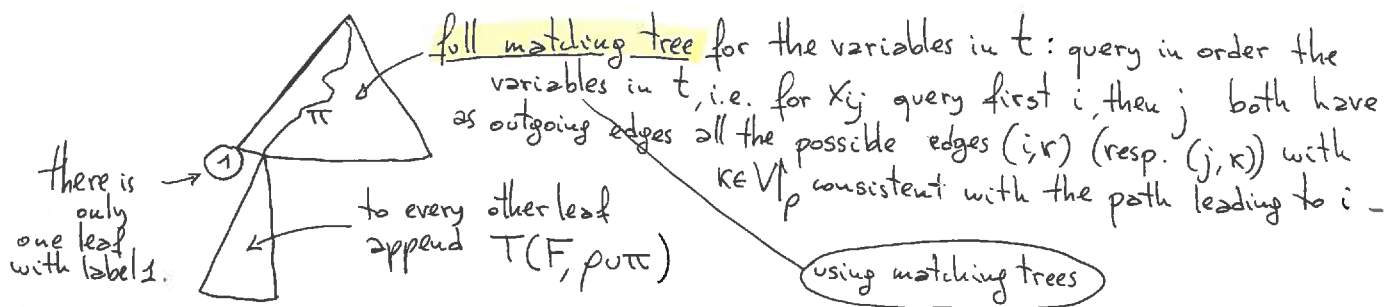 full matching tree for the variables in t : query in order the
variables in t, i.e. for Xij query first i, then j both have
as outgoing edges all the possible edges (i,κ) (resp. (j,κ)) with
κ∈V↾ρ consistent with the path leading to i -
π
1
there is
only
one leaf
with label 1.
to every other leaf
append T(F, ρ∪π)
using matching trees